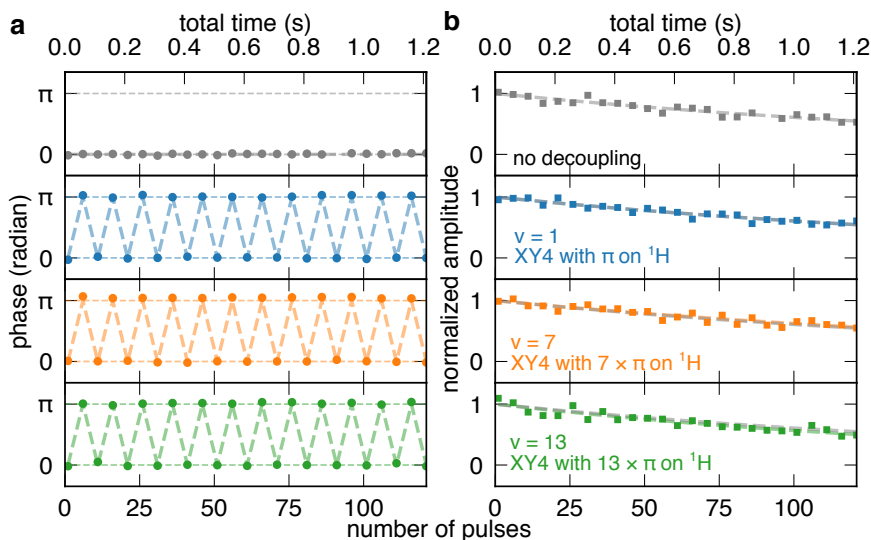 a
total time (s)
0.0 0.2 0.4 0.6 0.8 1.0 1.2
b
total time (s)
0.0 0.2 0.4 0.6 0.8 1.0 1.2
phase (radian)
π
0
π
0
π
0
π
0
0 25 50 75 100
normalized amplitude
1
0
no decoupling
1
0
v = 1
XY4 with π on ¹H
1
0
v = 7
XY4 with 7 × π on ¹H
1
0
v = 13
XY4 with 13 × π on ¹H
0 25 50 75 100
number of pulses